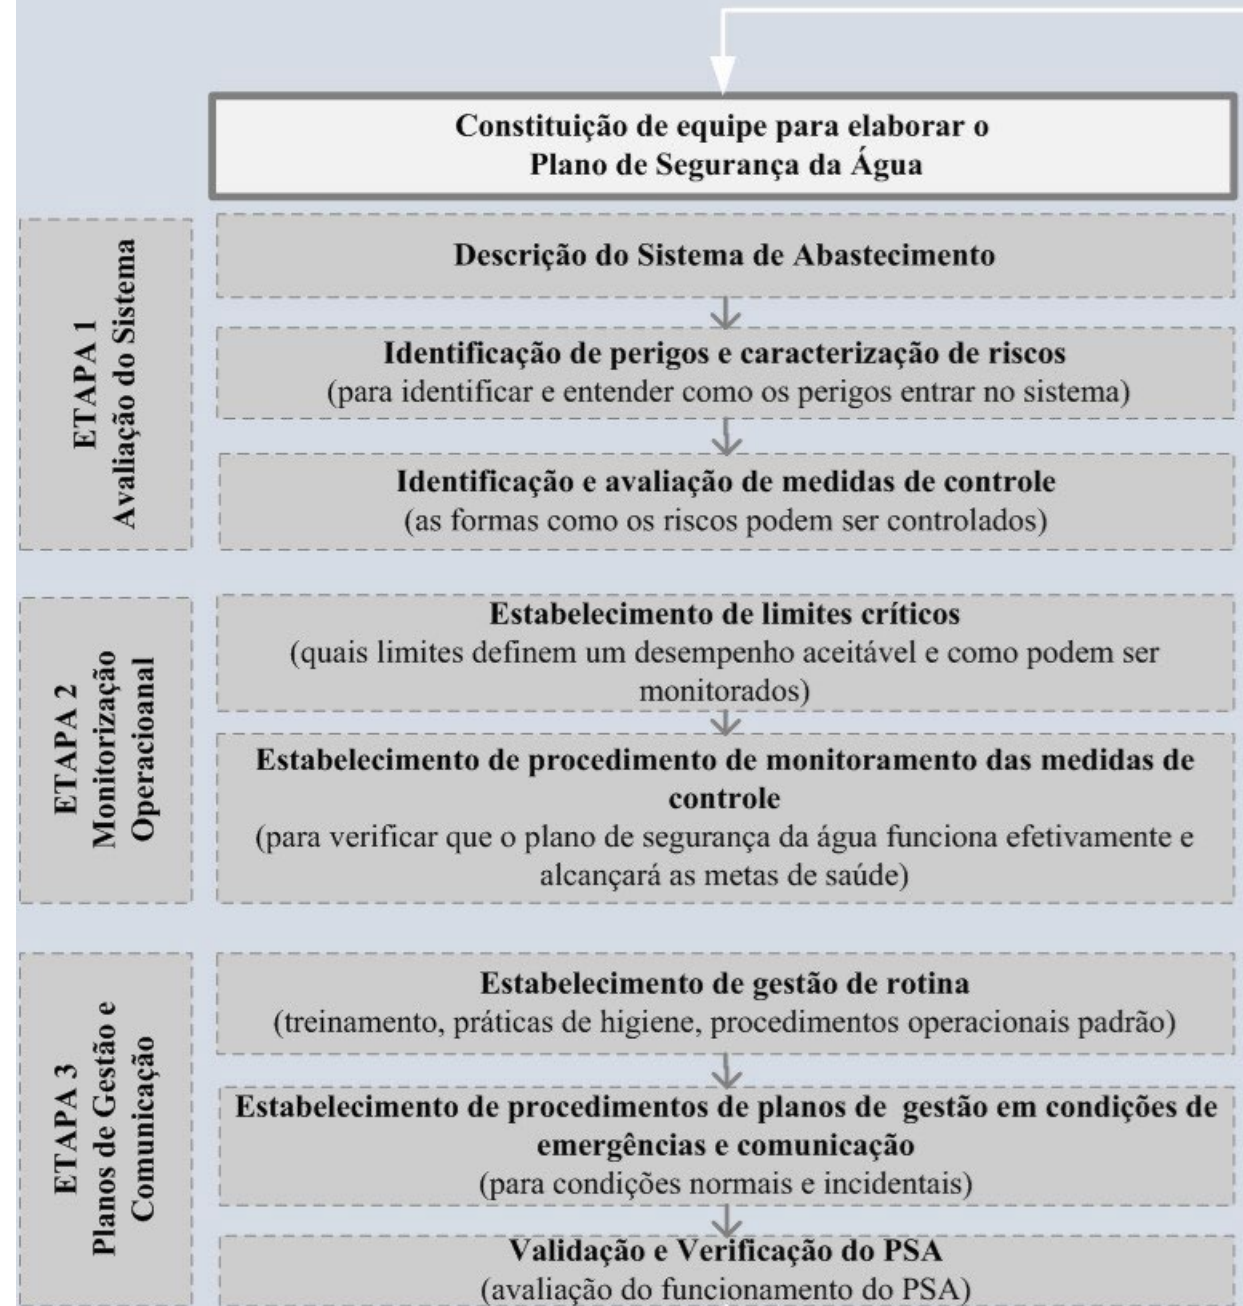 Constituição de equipe para elaborar o
Plano de Segurança da Água
ETAPA 1
Avaliação do Sistema
Descrição do Sistema de Abastecimento
Identificação de perigos e caracterização de riscos
(para identificar e entender como os perigos entrar no sistema)
Identificação e avaliação de medidas de controle
(as formas como os riscos podem ser controlados)
ETAPA 2
Monitorização
Operacioanal
Estabelecimento de limites críticos
(quais limites definem um desempenho aceitável e como podem ser
monitorados)
Estabelecimento de procedimento de monitoramento das medidas de
controle
(para verificar que o plano de segurança da água funciona efetivamente e
alcançará as metas de saúde)
ETAPA 3
Planos de Gestão e
Comunicação
Estabelecimento de gestão de rotina
(treinamento, práticas de higiene, procedimentos operacionais padrão)
Estabelecimento de procedimentos de planos de  gestão em condições de
emergências e comunicação
(para condições normais e incidentais)
Validação e Verificação do PSA
(avaliação do funcionamento do PSA)